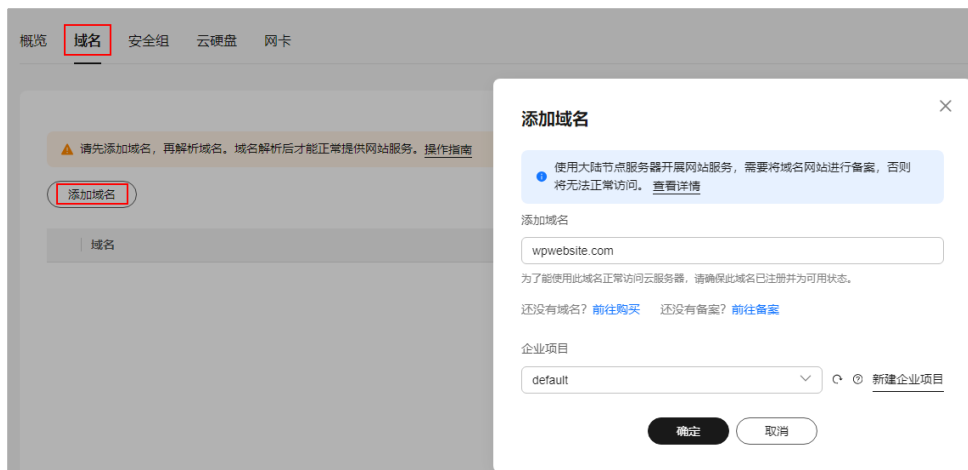 概览 域名 安全组 云硬盘 网卡
请先添加域名，再解析域名。域名解析后才能正常提供网站服务。操作指南
添加域名
域名
添加域名
使用大陆节点服务器开展网站服务，需要将域名网站进行备案，否则
将无法正常访问。 查看详情
添加域名
wpwebsite.com
为了能使用此域名正常访问云服务器，请确保此域名已注册并为可用状态。
还没有域名？前往购买 还没有备案？前往备案
企业项目
default 新建企业项目
确定 取消